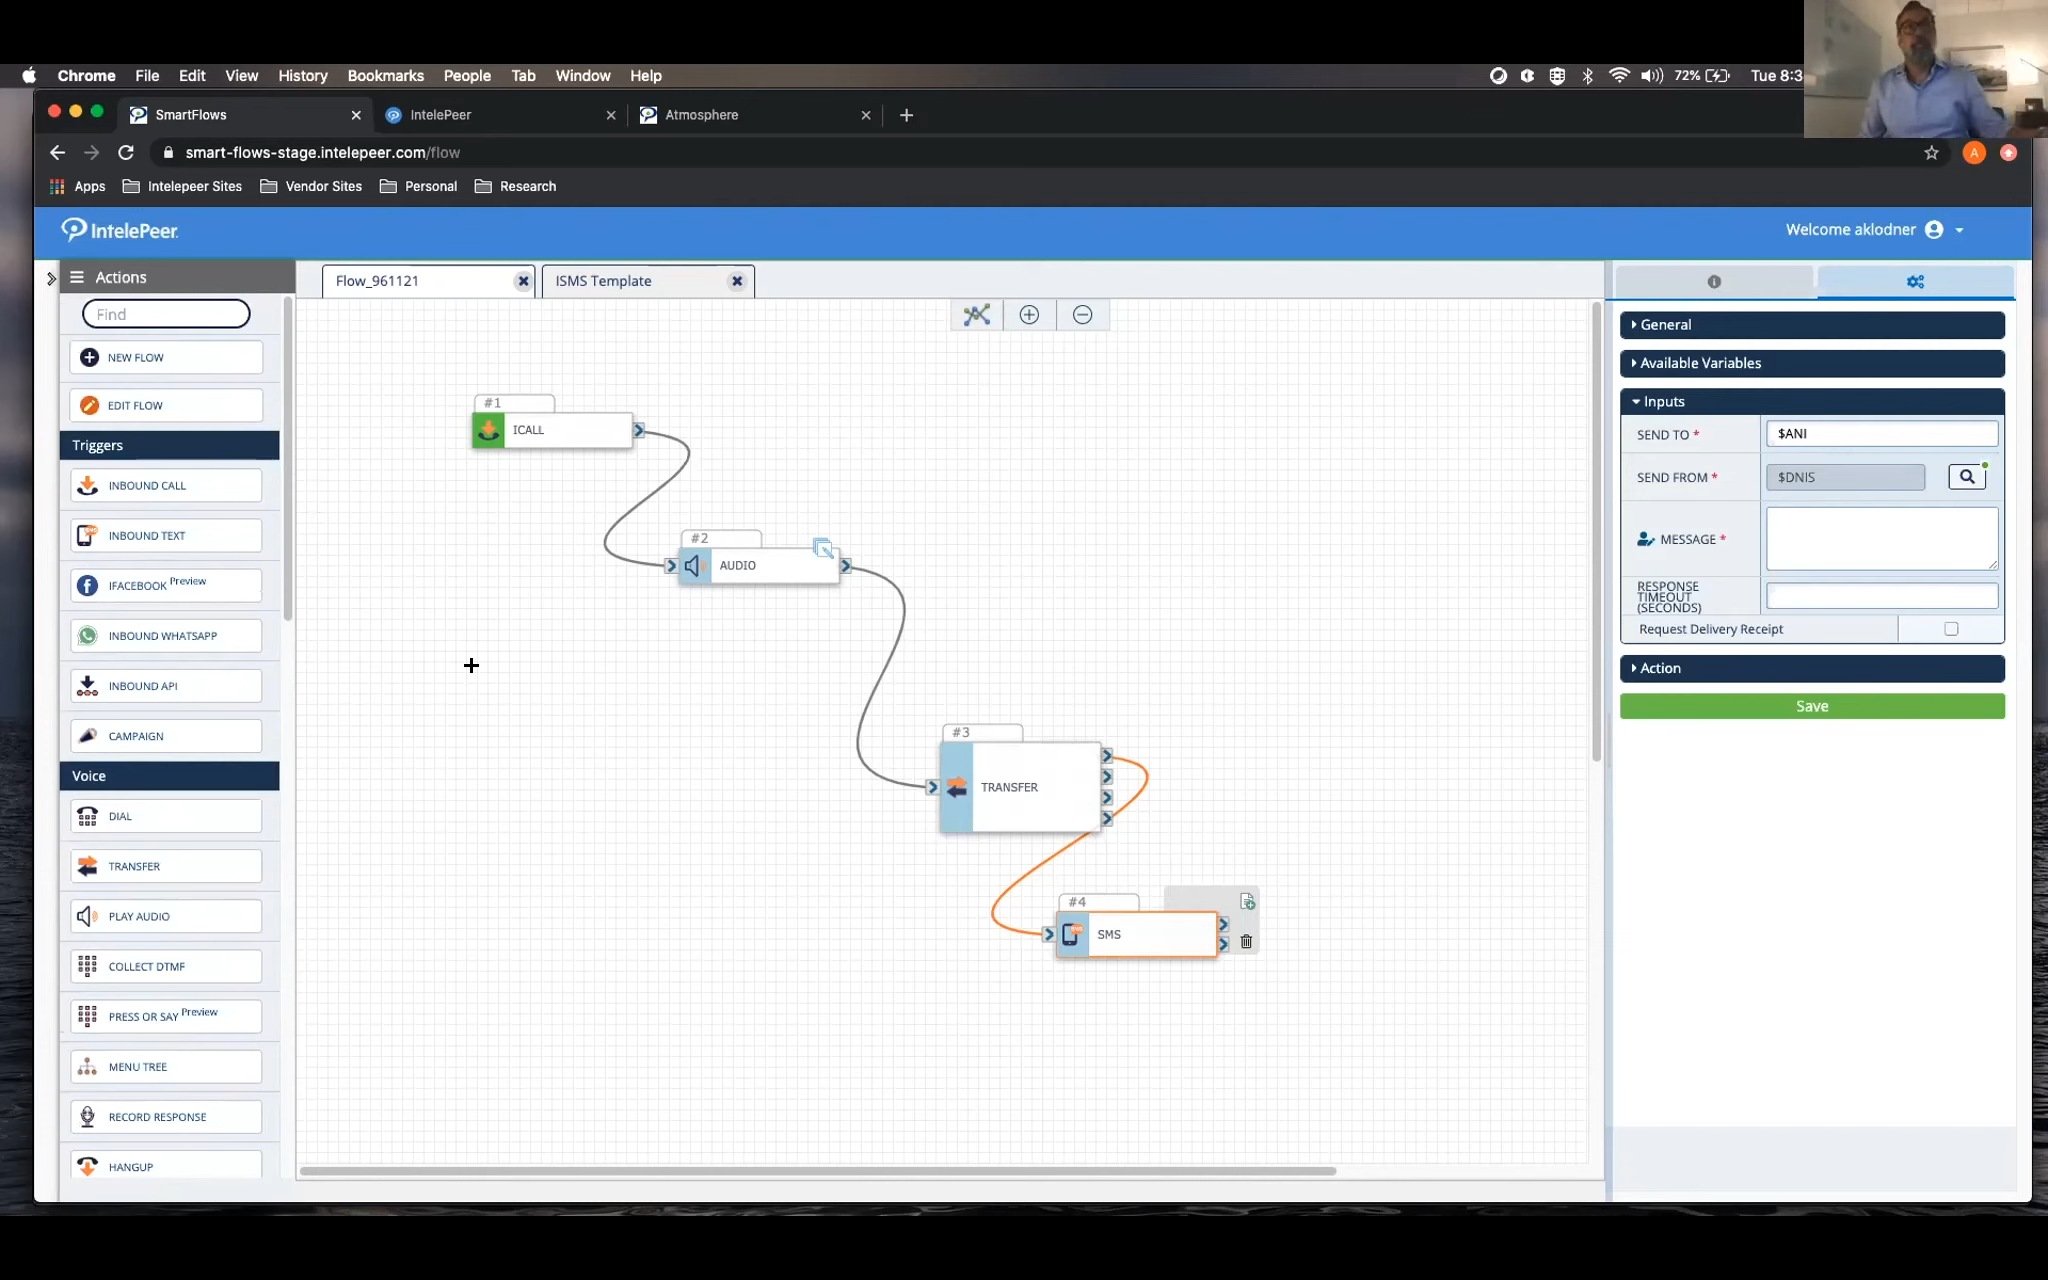 Chrome File Edit View History Bookmarks People Tab Window Help
72% Tue 8:3
SmartFlows
IntelePeer
Atmosphere
smart-flows-stage.intelepeer.com/flow
A
Apps Intelepeer Sites Vendor Sites Personal Research
IntelePeer.
Welcome aklodner
Actions
Find
NEW FLOW
EDIT FLOW
Triggers
INBOUND CALL
INBOUND TEXT
IFACEBOOK Preview
INBOUND WHATSAPP
INBOUND API
CAMPAIGN
Voice
DIAL
TRANSFER
PLAY AUDIO
COLLECT DTMF
PRESS OR SAY Preview
MENU TREE
RECORD RESPONSE
HANGUP
Flow_961121
ISMS Template
#1
ICALL
#2
AUDIO
#3
TRANSFER
#4
SMS
General
Available Variables
Inputs
SEND TO *
$ANI
SEND FROM *
$DNIS
MESSAGE *
RESPONSE
TIMEOUT
(SECONDS)
Request Delivery Receipt
Action
Save